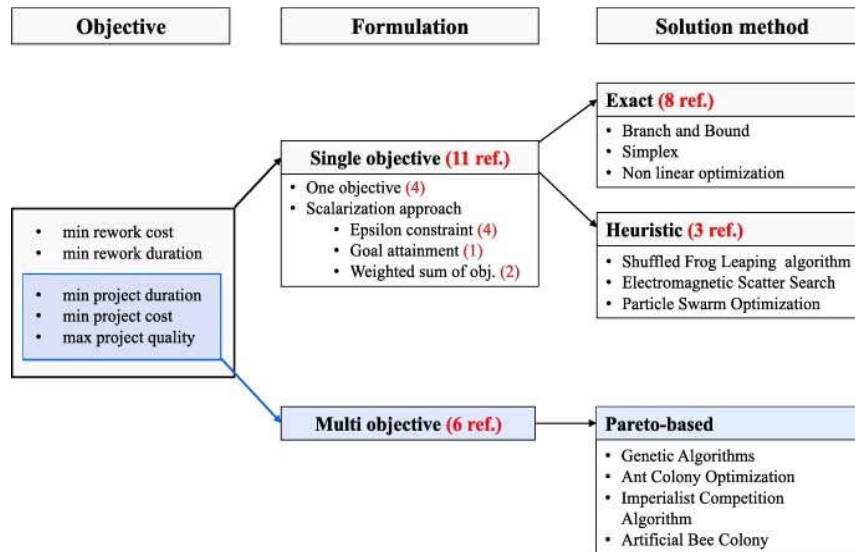 Objective
Formulation
Solution method
• min rework cost
• min rework duration
• min project duration
• min project cost
• max project quality
Single objective (11 ref.)
• One objective (4)
• Scalarization approach
• Epsilon constraint (4)
• Goal attainment (1)
• Weighted sum of obj. (2)
Multi objective (6 ref.)
Exact (8 ref.)
• Branch and Bound
• Simplex
• Non linear optimization
Heuristic (3 ref.)
• Shuffled Frog Leaping algorithm
• Electromagnetic Scatter Search
• Particle Swarm Optimization
Pareto-based
• Genetic Algorithms
• Ant Colony Optimization
• Imperialist Competition
Algorithm
• Artificial Bee Colony